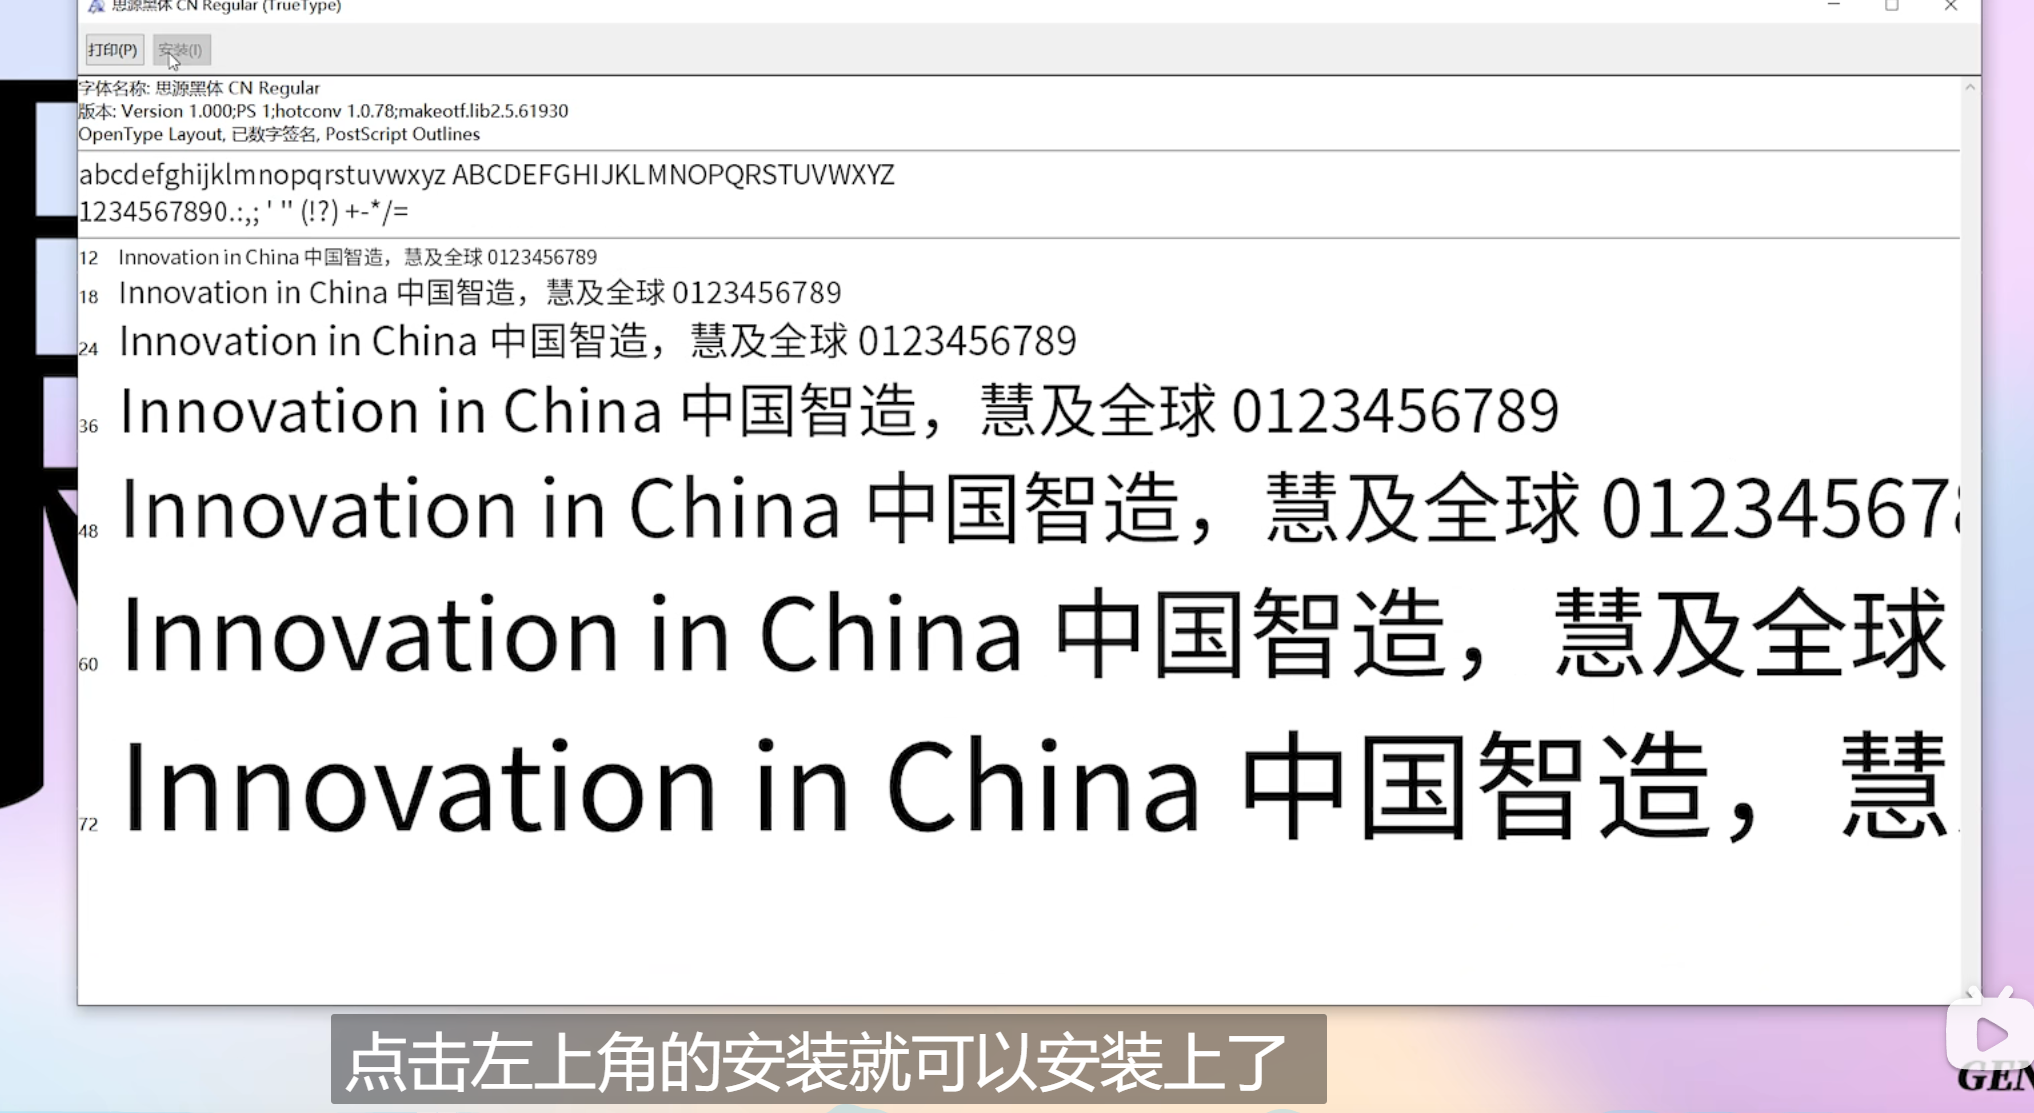 思源黑体 CN Regular (TrueType)
打印(P) 安装(I)
字体名称: 思源黑体 CN Regular
版本: Version 1.000;PS 1;hotconv 1.0.78;makeotf.lib2.5.61930
OpenType Layout, 已数字签名, PostScript Outlines
abcdefghijklmnopqrstuvwxyz ABCDEFGHIJKLMNOPQRSTUVWXYZ
1234567890.:,; ' " (!?) +-*/=
12 Innovation in China 中国智造，慧及全球 0123456789
18 Innovation in China 中国智造，慧及全球 0123456789
24 Innovation in China 中国智造，慧及全球 0123456789
36 Innovation in China 中国智造，慧及全球 0123456789
48 Innovation in China 中国智造，慧及全球 012345678
60 Innovation in China 中国智造，慧及全球
72 Innovation in China 中国智造，慧
点击左上角的安装就可以安装上了
GEN